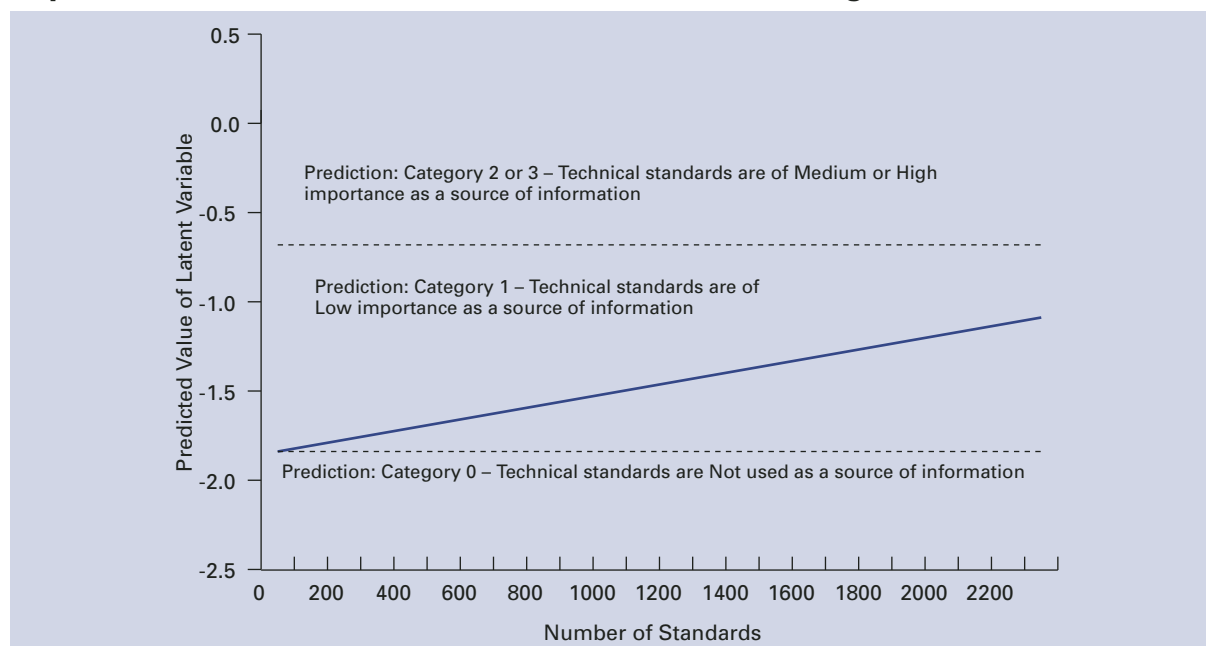 0.5
0.0
-0.5
-1.0
-1.5
-2.0
-2.5
Predicted Value of Latent Variable
Prediction: Category 2 or 3 – Technical standards are of Medium or High
importance as a source of information
Prediction: Category 1 – Technical standards are of
Low importance as a source of information
Prediction: Category 0 – Technical standards are Not used as a source of information
0 200 400 600 800 1000 1200 1400 1600 1800 2000 2200
Number of Standards